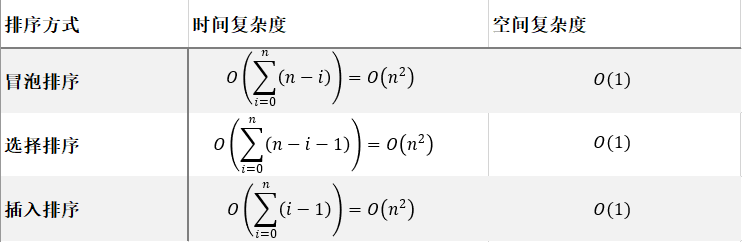 排序方式 时间复杂度 空间复杂度
冒泡排序 O(∑_{i=0}^{n}(n − i)) = O(n²) O(1)
选择排序 O(∑_{i=0}^{n}(n − i − 1)) = O(n²) O(1)
插入排序 O(∑_{i=0}^{n}(i − 1)) = O(n²) O(1)